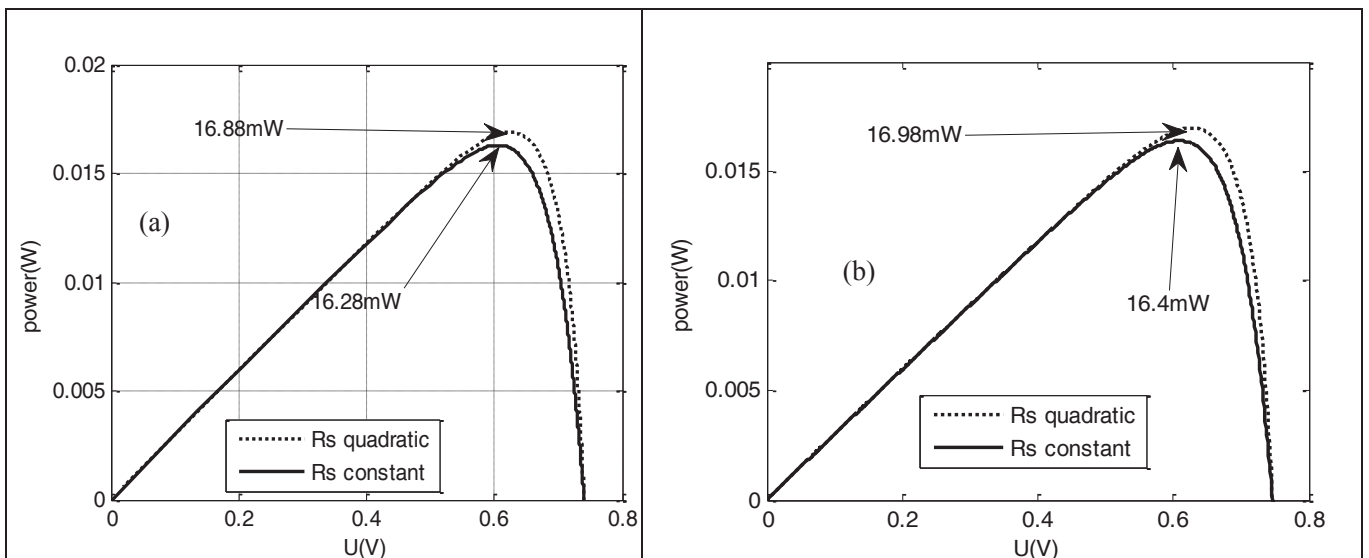 0.02
0.015
0.01
0.005
0
power(W)
16.88mW
(a)
16.28mW
Rs quadratic
Rs constant
0
0.2
0.4
0.6
0.8
U(V)
0.015
0.01
0.005
0
power(W)
16.98mW
(b)
16.4mW
Rs quadratic
Rs constant
0
0.2
0.4
0.6
0.8
U(V)